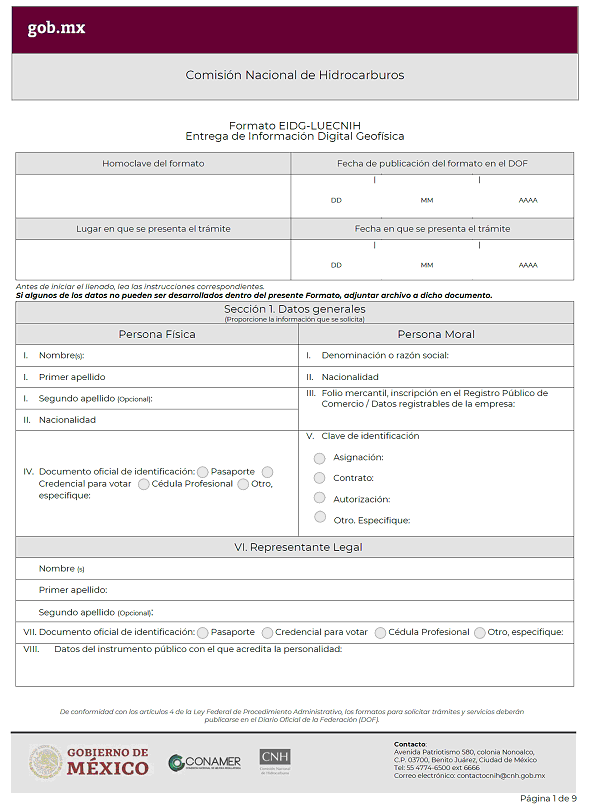 gob.mx
Comisión Nacional de Hidrocarburos
Formato EIDG-LUECNIH
Entrega de Información Digital Geofísica
Homoclave del formato
Fecha de publicación del formato en el DOF
DD MM AAAA
Lugar en que se presenta el trámite
Fecha en que se presenta el trámite
DD MM AAAA
Antes de iniciar el llenado, lea las instrucciones correspondientes.
Si algunos de los datos no pueden ser desarrollados dentro del presente Formato, adjuntar archivo a dicho documento.
Sección 1. Datos generales
(Proporcione la información que se solicita)
Persona Física
Persona Moral
I. Nombre(s):
I. Denominación o razón social:
I. Primer apellido
II. Nacionalidad
I. Segundo apellido (Opcional):
III. Folio mercantil, inscripción en el Registro Público de
Comercio / Datos registrables de la empresa:
II. Nacionalidad
V. Clave de identificación
Asignación:
Contrato:
Autorización:
Otro. Especifique:
IV. Documento oficial de identificación: Pasaporte
Credencial para votar Cédula Profesional Otro,
especifique:
VI. Representante Legal
Nombre (s)
Primer apellido:
Segundo apellido (Opcional):
VII. Documento oficial de identificación: Pasaporte Credencial para votar Cédula Profesional Otro, especifique:
VIII. Datos del instrumento público con el que acredita la personalidad:
De conformidad con los artículos 4 de la Ley Federal de Procedimiento Administrativo, los formatos para solicitar trámites y servicios deberán
publicarse en el Diario Oficial de la Federación (DOF).
GOBIERNO DE
MÉXICO
CONAMER
CNH
Comisión Nacional
de Hidrocarburos
Contacto:
Avenida Patriotismo 580, colonia Nonoalco,
C.P. 03700, Benito Juárez, Ciudad de México
Tel: 55 4774-6500 ext 6666
Correo electrónico: contactocnih@cnh.gob.mx
Página 1 de 9